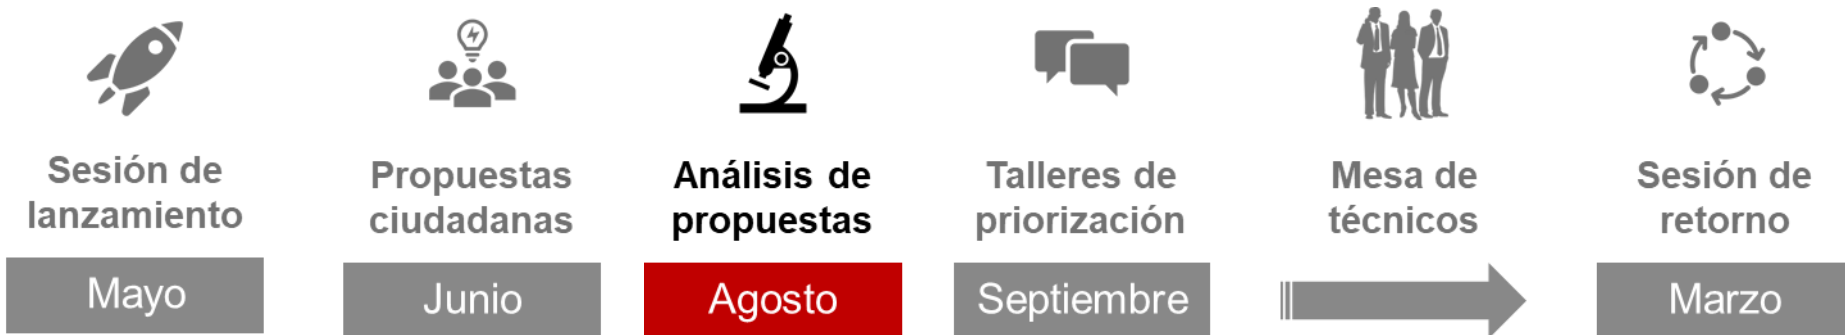 Sesión de
lanzamiento
Mayo
Propuestas
ciudadanas
Junio
Análisis de
propuestas
Agosto
Talleres de
priorización
Septiembre
Mesa de
técnicos
Sesión de
retorno
Marzo